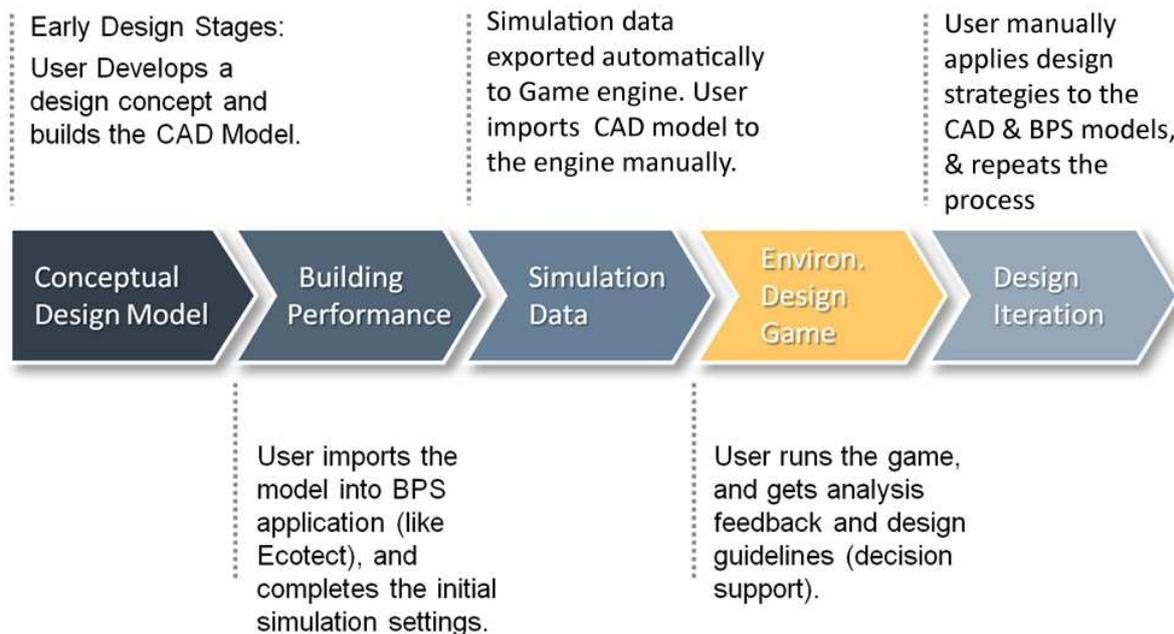 Early Design Stages:
User Develops a
design concept and
builds the CAD Model.
Simulation data
exported automatically
to Game engine. User
imports CAD model to
the engine manually.
User manually
applies design
strategies to the
CAD & BPS models,
& repeats the
process
Conceptual
Design Model
Building
Performance
Simulation
Data
Environ.
Design
Game
Design
Iteration
User imports the
model into BPS
application (like
Ecotect), and
completes the initial
simulation settings.
User runs the game,
and gets analysis
feedback and design
guidelines (decision
support).